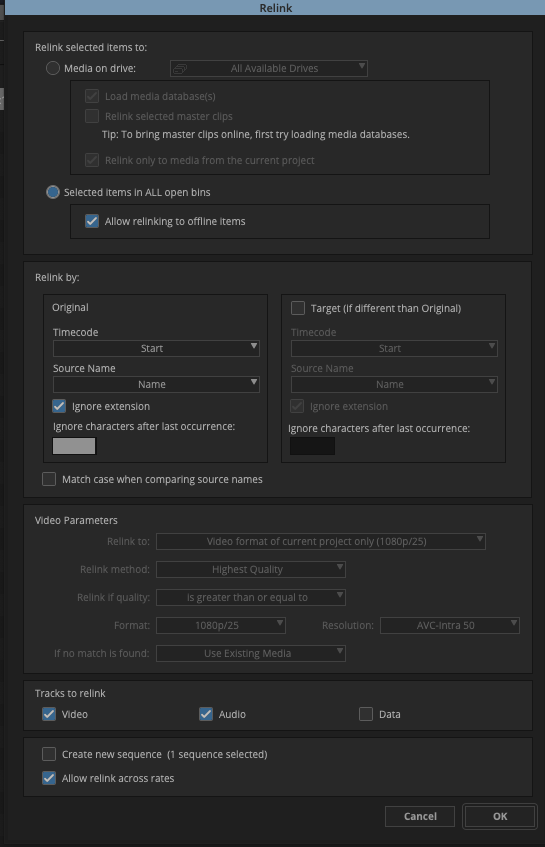 Relink
Relink selected items to:
Media on drive: All Available Drives
Load media database(s)
Relink selected master clips
Tip: To bring master clips online, first try loading media databases.
Relink only to media from the current project
Selected items in ALL open bins
Allow relinking to offline items
Relink by:
Original
Timecode
Start
Source Name
Name
Ignore extension
Ignore characters after last occurrence:
Target (if different than Original)
Timecode
Start
Source Name
Name
Ignore extension
Ignore characters after last occurrence:
Match case when comparing source names
Video Parameters
Relink to: Video format of current project only (1080p/25)
Relink method: Highest Quality
Relink if quality: is greater than or equal to
Format: 1080p/25 Resolution: AVC-Intra 50
If no match is found: Use Existing Media
Tracks to relink
Video Audio Data
Create new sequence (1 sequence selected)
Allow relink across rates
Cancel OK